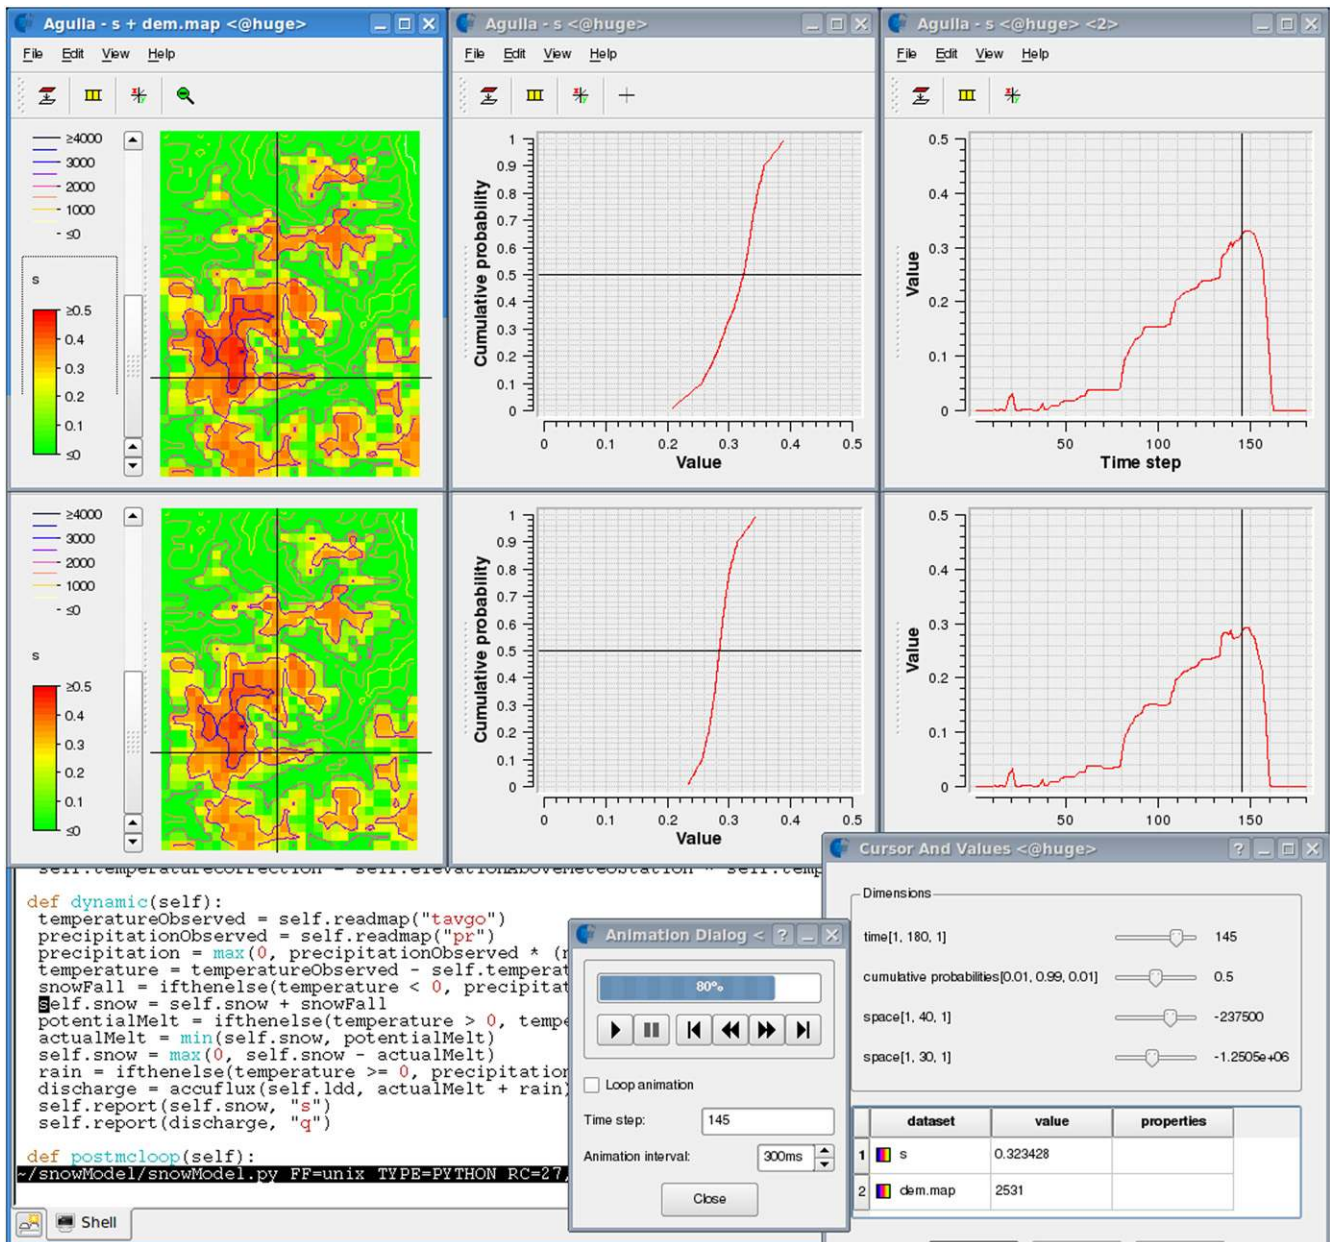 Aguila - s + dem.map <@huge>
File Edit View Help
≥4000
3000
2000
1000
≤0
s
≥0.5
0.4
0.3
0.2
0.1
≤0
Aguila - s <@huge>
File Edit View Help
Cumulative probability
1
0.9
0.8
0.7
0.6
0.5
0.4
0.3
0.2
0.1
0
0 0.1 0.2 0.3 0.4 0.5
Value
Aguila - s <@huge> <2>
File Edit View Help
Value
0.5
0.4
0.3
0.2
0.1
0
50 100 150
Time step
≥4000
3000
2000
1000
≤0
s
≥0.5
0.4
0.3
0.2
0.1
≤0
Cumulative probability
1
0.9
0.8
0.7
0.6
0.5
0.4
0.3
0.2
0.1
0
0 0.1 0.2 0.3 0.4 0.5
Value
Value
0.5
0.4
0.3
0.2
0.1
0
50 100 150
Time step
def dynamic(self):
temperatureObserved = self.readmap("tavgo")
precipitationObserved = self.readmap("pr")
precipitation = max(0, precipitationObserved * (
temperature = temperatureObserved - self.temperat
snowFall = ifthenelse(temperature < 0, precipitat
self.snow = self.snow + snowFall
potentialMelt = ifthenelse(temperature > 0, tempe
actualMelt = min(self.snow, potentialMelt)
self.snow = max(0, self.snow - actualMelt)
rain = ifthenelse(temperature >= 0, precipitation
discharge = accuflux(self.ldd, actualMelt + rain)
self.report(self.snow, "s")
self.report(discharge, "q")
def postmcloop(self):
~/snowModel/snowModel.py FF=unix TYPE=PYTHON RC=27,
Shell
Animation Dialog <
80%
Loop animation
Time step: 145
Animation interval: 300ms
Close
Cursor And Values <@huge>
Dimensions
time[1, 180, 1] 145
cumulative probabilities[0.01, 0.99, 0.01] 0.5
space[1, 40, 1] -237500
space[1, 30, 1] -1.2505e+06
dataset value properties
1 s 0.323428
2 dem.map 2531